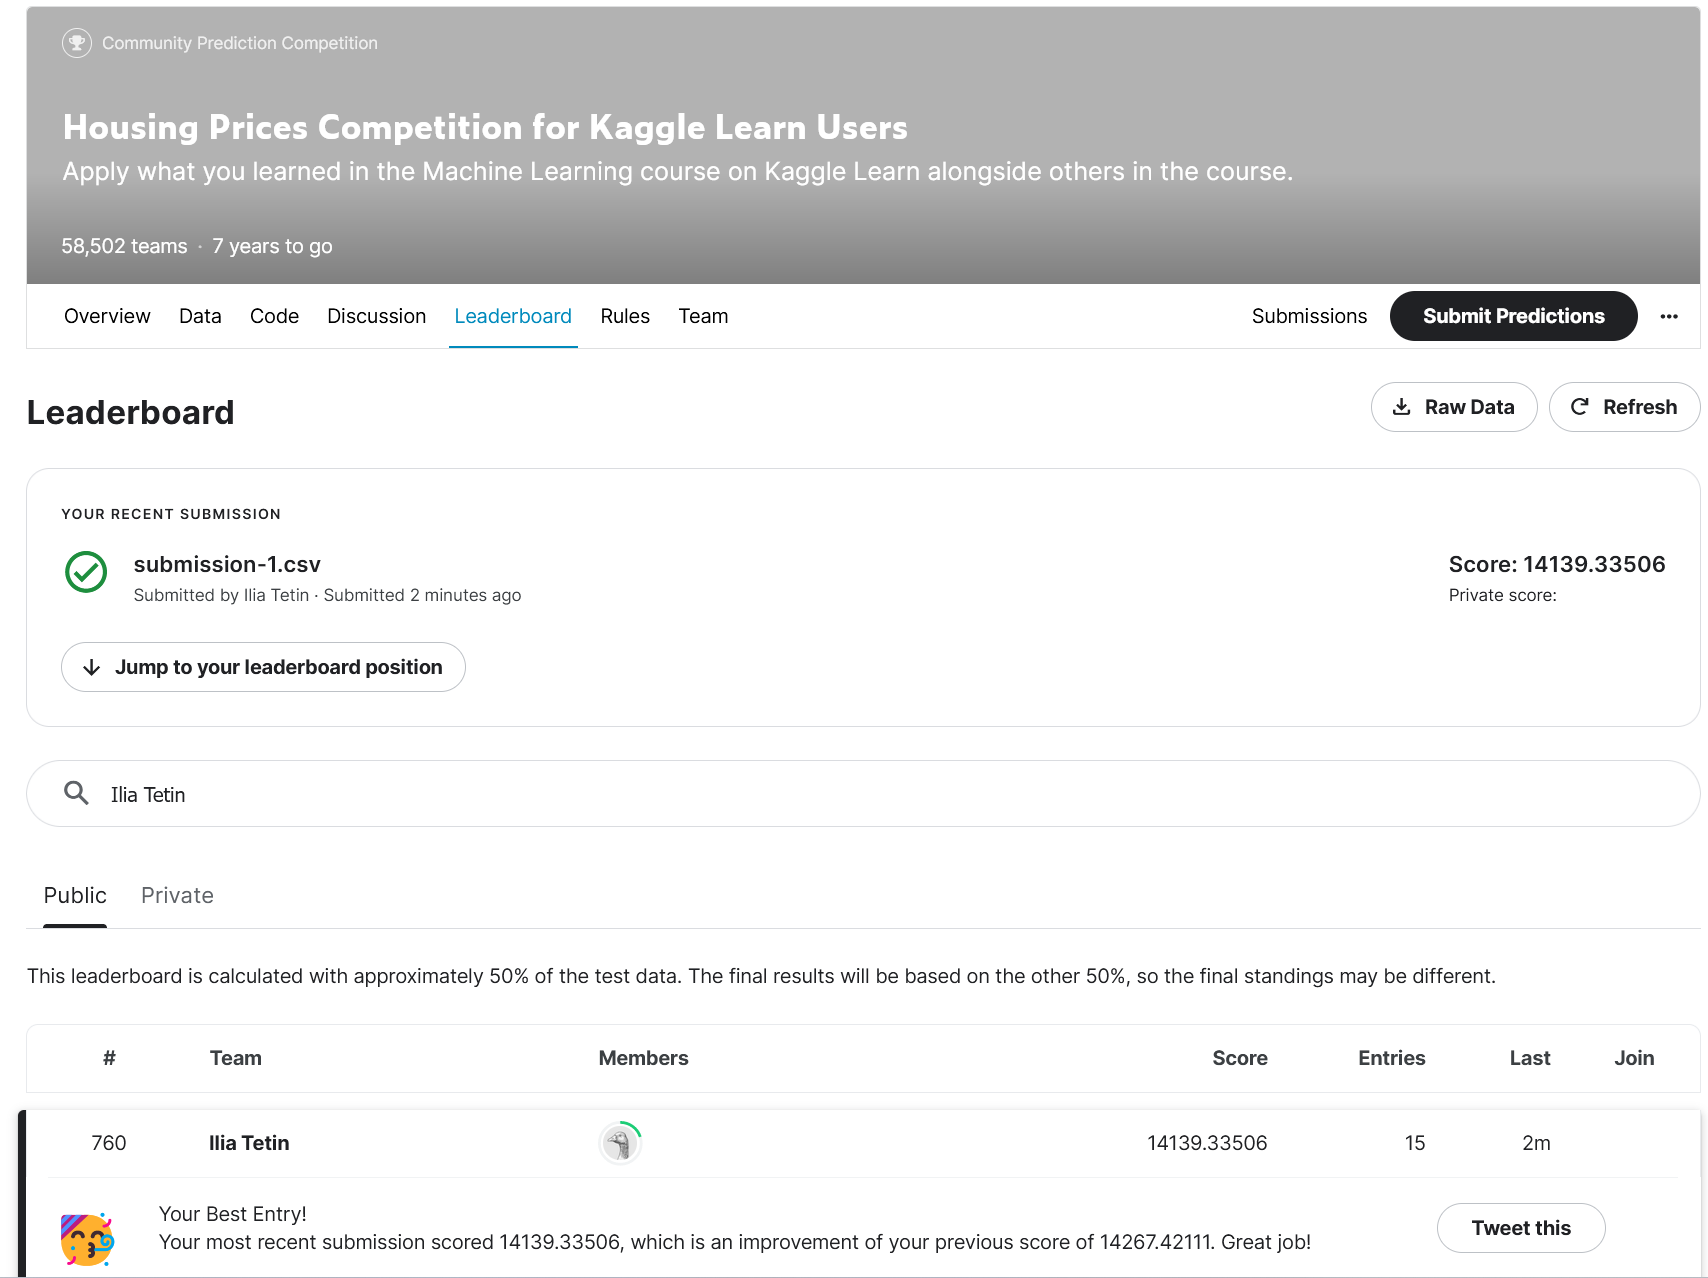 Community Prediction Competition
Housing Prices Competition for Kaggle Learn Users
Apply what you learned in the Machine Learning course on Kaggle Learn alongside others in the course.
58,502 teams · 7 years to go
Overview Data Code Discussion Leaderboard Rules Team Submissions Submit Predictions ...
Leaderboard Raw Data Refresh
YOUR RECENT SUBMISSION
submission-1.csv Score: 14139.33506
Submitted by Ilia Tetin · Submitted 2 minutes ago Private score:
Jump to your leaderboard position
Ilia Tetin
Public Private
This leaderboard is calculated with approximately 50% of the test data. The final results will be based on the other 50%, so the final standings may be different.
# Team Members Score Entries Last Join
760 Ilia Tetin 14139.33506 15 2m
Your Best Entry!
Your most recent submission scored 14139.33506, which is an improvement of your previous score of 14267.42111. Great job!
Tweet this